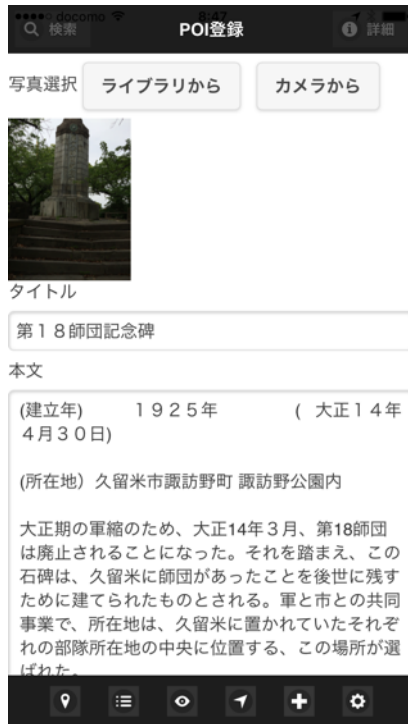 docomo 8:47
検索 POI登録 詳細
写真選択 ライブラリから カメラから
タイトル
第１８師団記念碑
本文
(建立年)　　１９２５年　　　　( 大正１４年
４月３０日)
(所在地）久留米市諏訪野町 諏訪野公園内
大正期の軍縮のため、大正14年３月、第18師団
は廃止されることになった。それを踏まえ、この
石碑は、久留米に師団があったことを後世に残す
ために建てられたものとされる。軍と市との共同
事業で、所在地は、久留米に置かれていたそれぞ
れの部隊所在地の中央に位置する、この場所が選
ばれた。